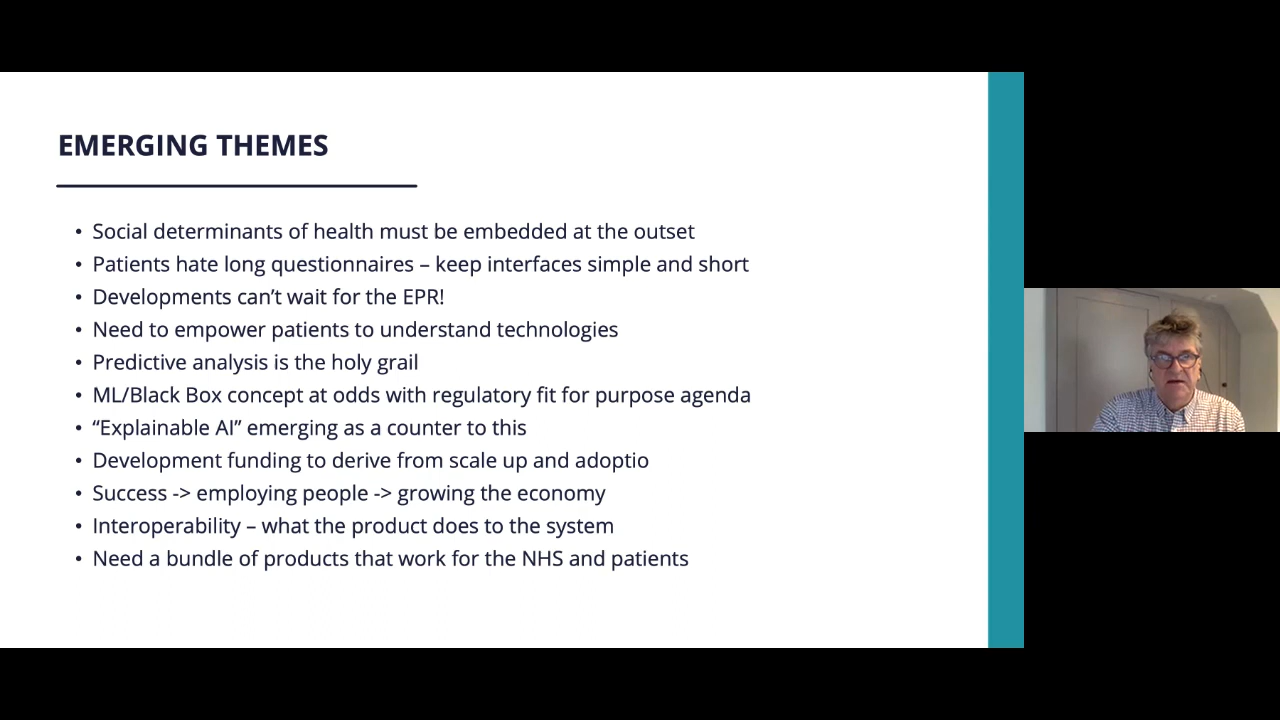 EMERGING THEMES
• Social determinants of health must be embedded at the outset
• Patients hate long questionnaires – keep interfaces simple and short
• Developments can’t wait for the EPR!
• Need to empower patients to understand technologies
• Predictive analysis is the holy grail
• ML/Black Box concept at odds with regulatory fit for purpose agenda
• “Explainable AI” emerging as a counter to this
• Development funding to derive from scale up and adoptio
• Success -> employing people -> growing the economy
• Interoperability – what the product does to the system
• Need a bundle of products that work for the NHS and patients